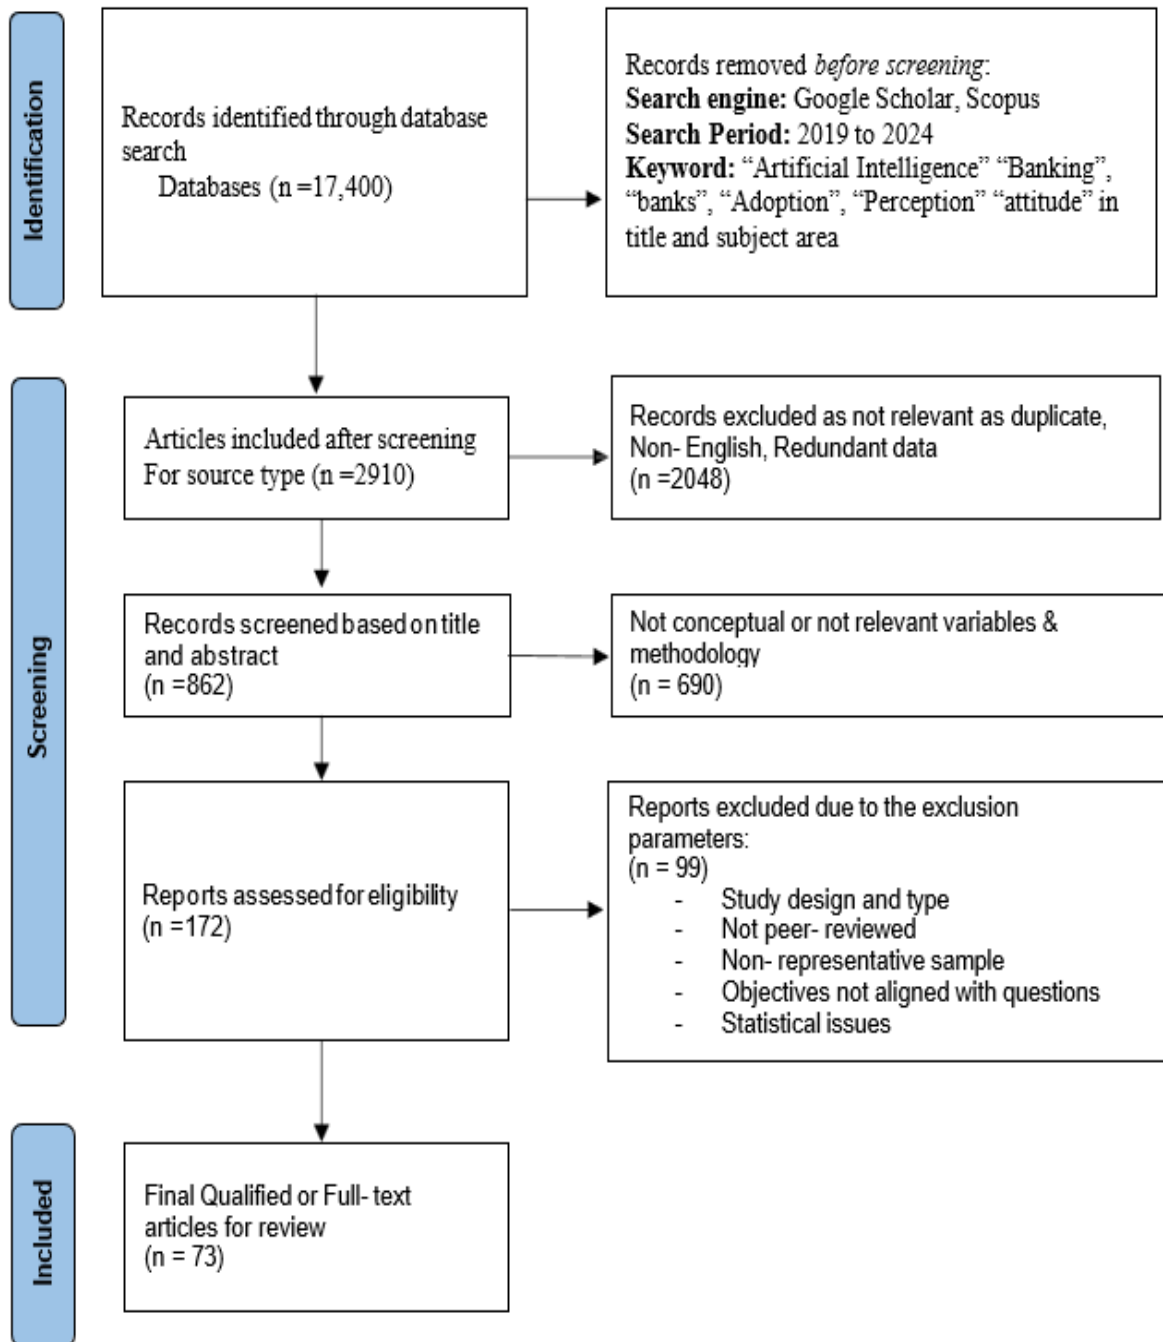 Identification
Records identified through database
search
Databases (n =17,400)
Records removed before screening:
Search engine: Google Scholar, Scopus
Search Period: 2019 to 2024
Keyword: “Artificial Intelligence” “Banking”,
“banks”, “Adoption”, “Perception” “attitude” in
title and subject area
Screening
Articles included after screening
For source type (n =2910)
Records excluded as not relevant as duplicate,
Non- English, Redundant data
(n =2048)
Records screened based on title
and abstract
(n =862)
Not conceptual or not relevant variables &
methodology
(n = 690)
Reports assessed for eligibility
(n =172)
Reports excluded due to the exclusion
parameters:
(n = 99)
- Study design and type
- Not peer- reviewed
- Non- representative sample
- Objectives not aligned with questions
- Statistical issues
Included
Final Qualified or Full- text
articles for review
(n = 73)